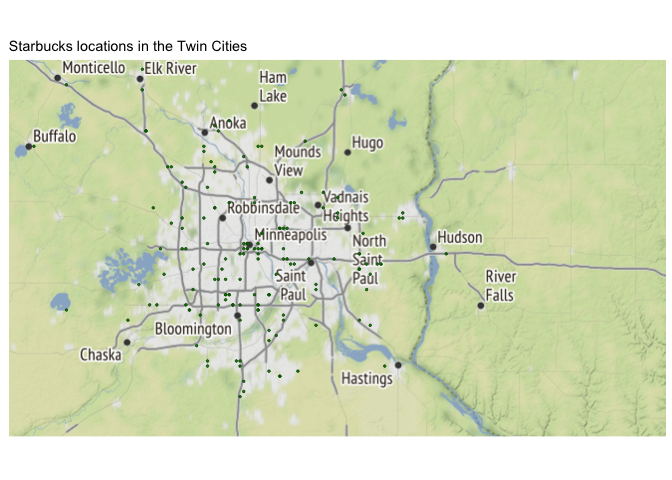 Starbucks locations in the Twin Cities
Monticello
Elk River
Ham
Lake
Anoka
Buffalo
Mounds
View
Hugo
Vadnais
Heights
Robbinsdale
Minneapolis
North
Saint
Paul
Hudson
Saint
Paul
River
Falls
Bloomington
Chaska
Hastings